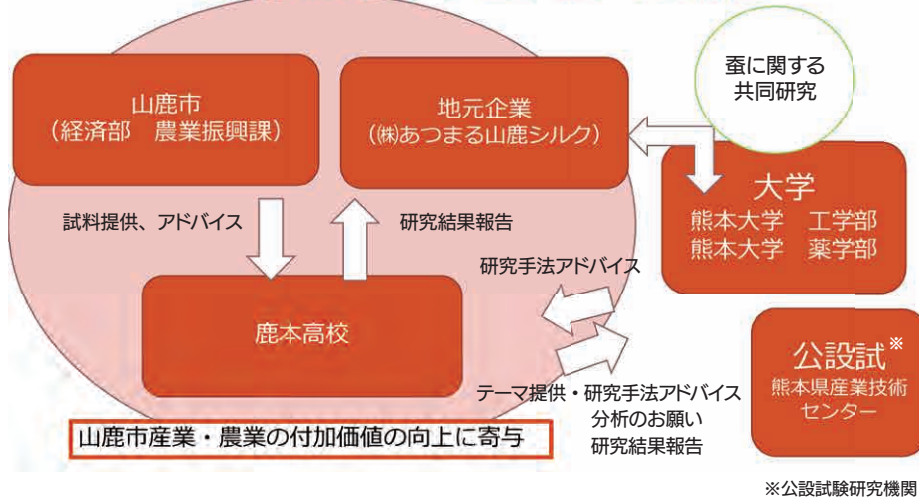 山鹿市
（経済部　農業振興課）
地元企業
（㈱あつまる山鹿シルク）
蚕に関する
共同研究
大学
熊本大学　工学部
熊本大学　薬学部
試料提供、アドバイス
研究結果報告
研究手法アドバイス
鹿本高校
公設試※
熊本県産業技術
センター
テーマ提供・研究手法アドバイス
分析のお願い
研究結果報告
山鹿市産業・農業の付加価値の向上に寄与
※公設試験研究機関